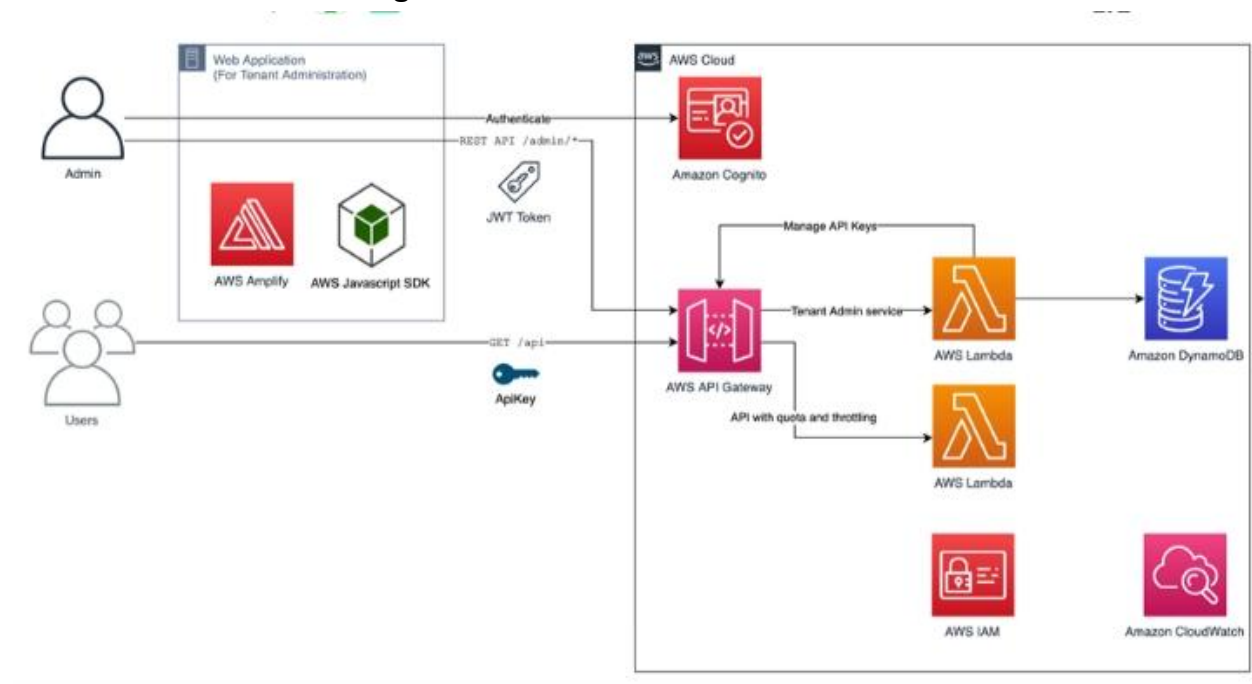 Web Application
(For Tenant Administration)
aws
AWS Cloud
Authenticate
REST API /admin/*
Admin
Amazon Cognito
JWT Token
Manage API Keys
AWS Amplify
AWS Javascript SDK
Tenant Admin service
GET /api
AWS Lambda
Amazon DynamoDB
AWS API Gateway
ApiKey
Users
API with quota and throttling
AWS Lambda
AWS IAM
Amazon CloudWatch